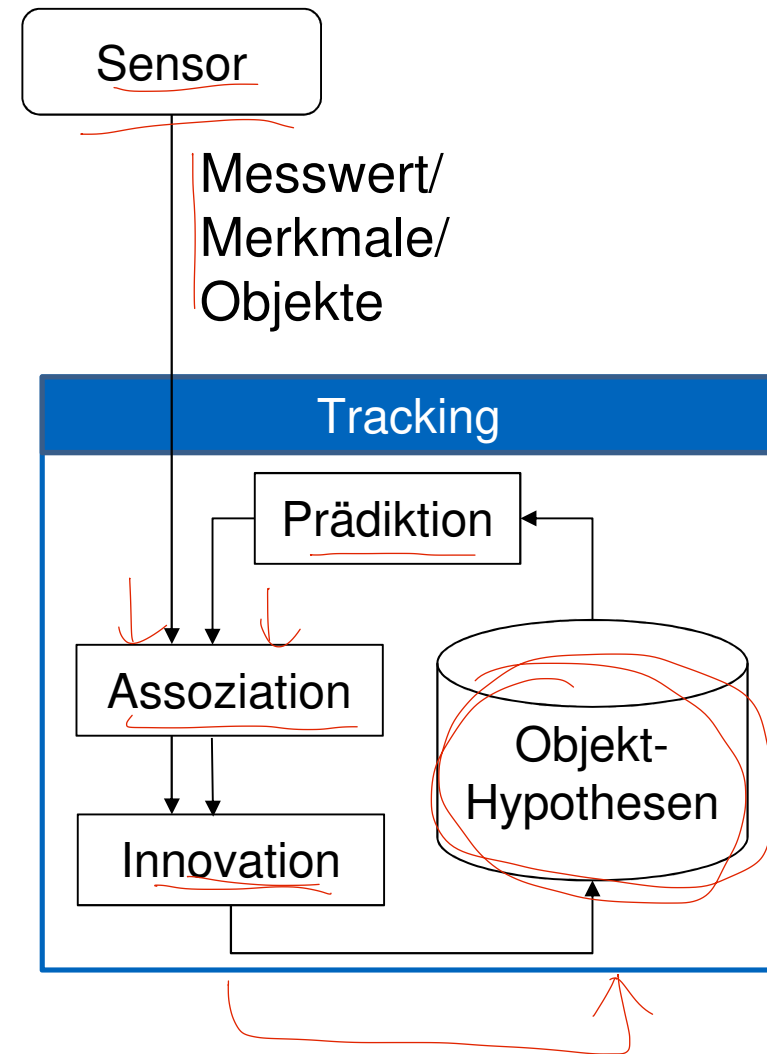 Sensor
Messwert/
Merkmale/
Objekte
Tracking
Prädiktion
Assoziation
Objekt-
Hypothesen
Innovation